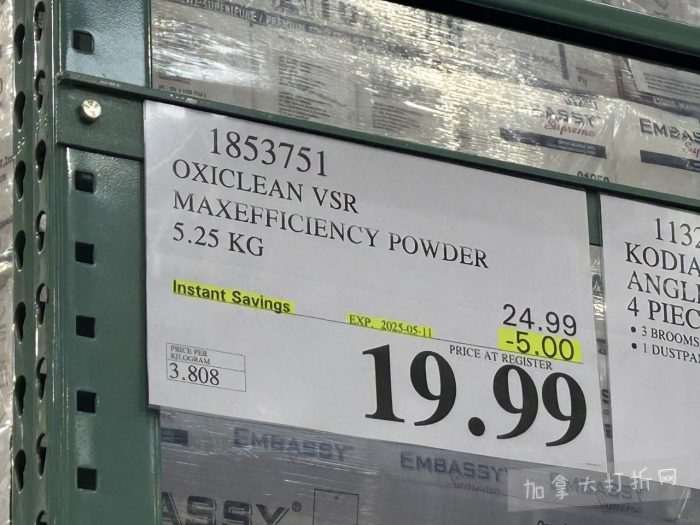 1853751
OXICLEAN VSR
MAXEFFICIENCY POWDER
5.25 KG
Instant Savings
EXP. 2025-05-11
24.99
-5.00
PRICE AT REGISTER
19.99
PRICE PER
KILOGRAM
3.808
1132
KODIA
ANGL
4 PIEC
• 3 BROOMS
• 1 DUSTPA
EMBASSY
Supreme
EMBASSY
EMBASSY
加拿大打折网